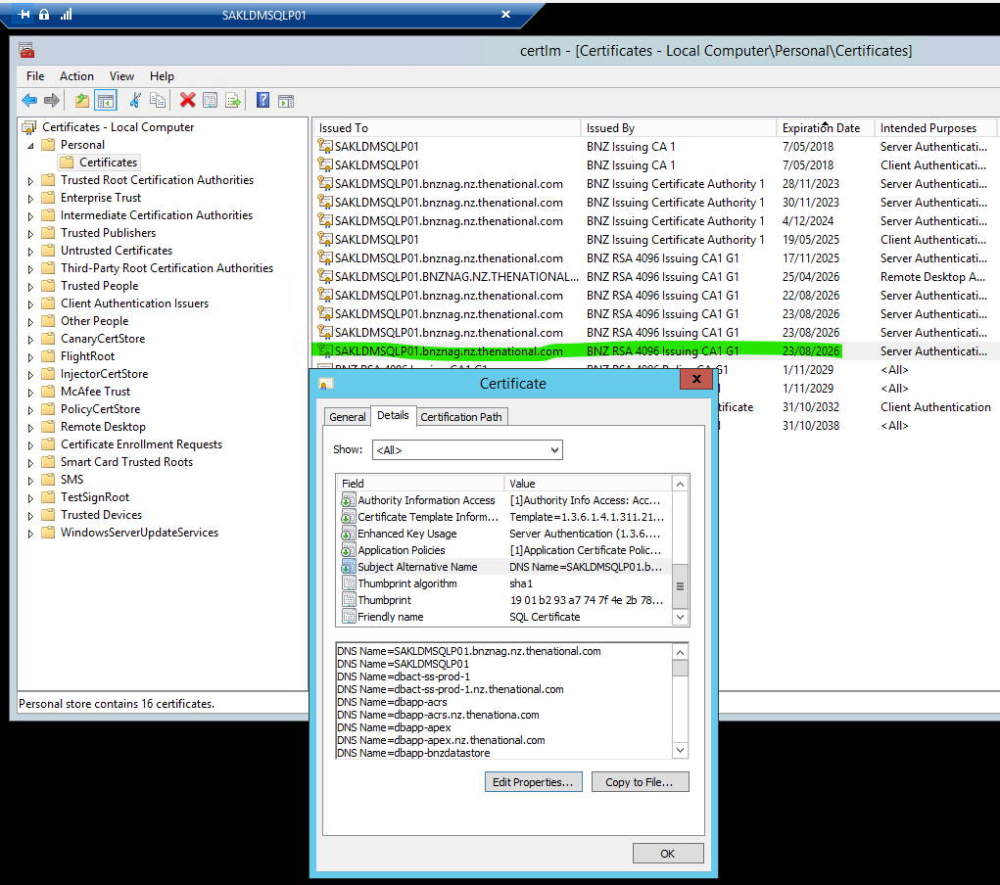 SAKLDMSQLP01
certlm - [Certificates - Local Computer\Personal\Certificates]
File Action View Help
Certificates - Local Computer
Personal
Certificates
Trusted Root Certification Authorities
Enterprise Trust
Intermediate Certification Authorities
Trusted Publishers
Untrusted Certificates
Third-Party Root Certification Authorities
Trusted People
Client Authentication Issuers
Other People
CanaryCertStore
FlightRoot
InjectorCertStore
McAfee Trust
PolicyCertStore
Remote Desktop
Certificate Enrollment Requests
Smart Card Trusted Roots
SMS
TestSignRoot
Trusted Devices
WindowsServerUpdateServices
Issued To Issued By Expiration Date Intended Purposes
SAKLDMSQLP01 BNZ Issuing CA 1 7/05/2018 Server Authenticati...
SAKLDMSQLP01 BNZ Issuing CA 1 7/05/2018 Client Authenticati...
SAKLDMSQLP01.bnznag.nz.thenational.com BNZ Issuing Certificate Authority 1 28/11/2023 Server Authenticati...
SAKLDMSQLP01.bnznag.nz.thenational.com BNZ Issuing Certificate Authority 1 30/11/2023 Server Authenticati...
SAKLDMSQLP01.bnznag.nz.thenational.com BNZ Issuing Certificate Authority 1 4/12/2024 Server Authenticati...
SAKLDMSQLP01 BNZ Issuing Certificate Authority 1 19/05/2025 Client Authenticati...
SAKLDMSQLP01.bnznag.nz.thenational.com BNZ RSA 4096 Issuing CA1 G1 17/11/2025 Server Authenticati...
SAKLDMSQLP01.BNZNAG.NZ.THENATIONAL... BNZ RSA 4096 Issuing CA1 G1 25/04/2026 Remote Desktop A...
SAKLDMSQLP01.bnznag.nz.thenational.com BNZ RSA 4096 Issuing CA1 G1 22/08/2026 Server Authenticati...
SAKLDMSQLP01.bnznag.nz.thenational.com BNZ RSA 4096 Issuing CA1 G1 23/08/2026 Server Authenticati...
SAKLDMSQLP01.bnznag.nz.thenational.com BNZ RSA 4096 Issuing CA1 G1 23/08/2026 Server Authenticati...
SAKLDMSQLP01.bnznag.nz.thenational.com BNZ RSA 4096 Issuing CA1 G1 23/08/2026 Server Authenticati...
G1 1/11/2029 <All>
1/11/2029 <All>
tificate 31/10/2032 Client Authentication
31/10/2038 <All>
Personal store contains 16 certificates.
Certificate
General Details Certification Path
Show: <All>
Field Value
Authority Information Access [1]Authority Info Access: Acc...
Certificate Template Inform... Template=1.3.6.1.4.1.311.21...
Enhanced Key Usage Server Authentication (1.3.6....
Application Policies [1]Application Certificate Polic...
Subject Alternative Name DNS Name=SAKLDMSQLP01.b...
Thumbprint algorithm sha1
Thumbprint 19 01 b2 93 a7 74 7f 4e 2b 78...
Friendly name SQL Certificate
DNS Name=SAKLDMSQLP01.bnznag.nz.thenational.com
DNS Name=SAKLDMSQLP01
DNS Name=dbact-ss-prod-1
DNS Name=dbact-ss-prod-1.nz.thenational.com
DNS Name=dbapp-acrs
DNS Name=dbapp-acrs.nz.thenationa.com
DNS Name=dbapp-apex
DNS Name=dbapp-apex.nz.thenational.com
DNS Name=dbapp-bnzdatastore
Edit Properties... Copy to File...
OK